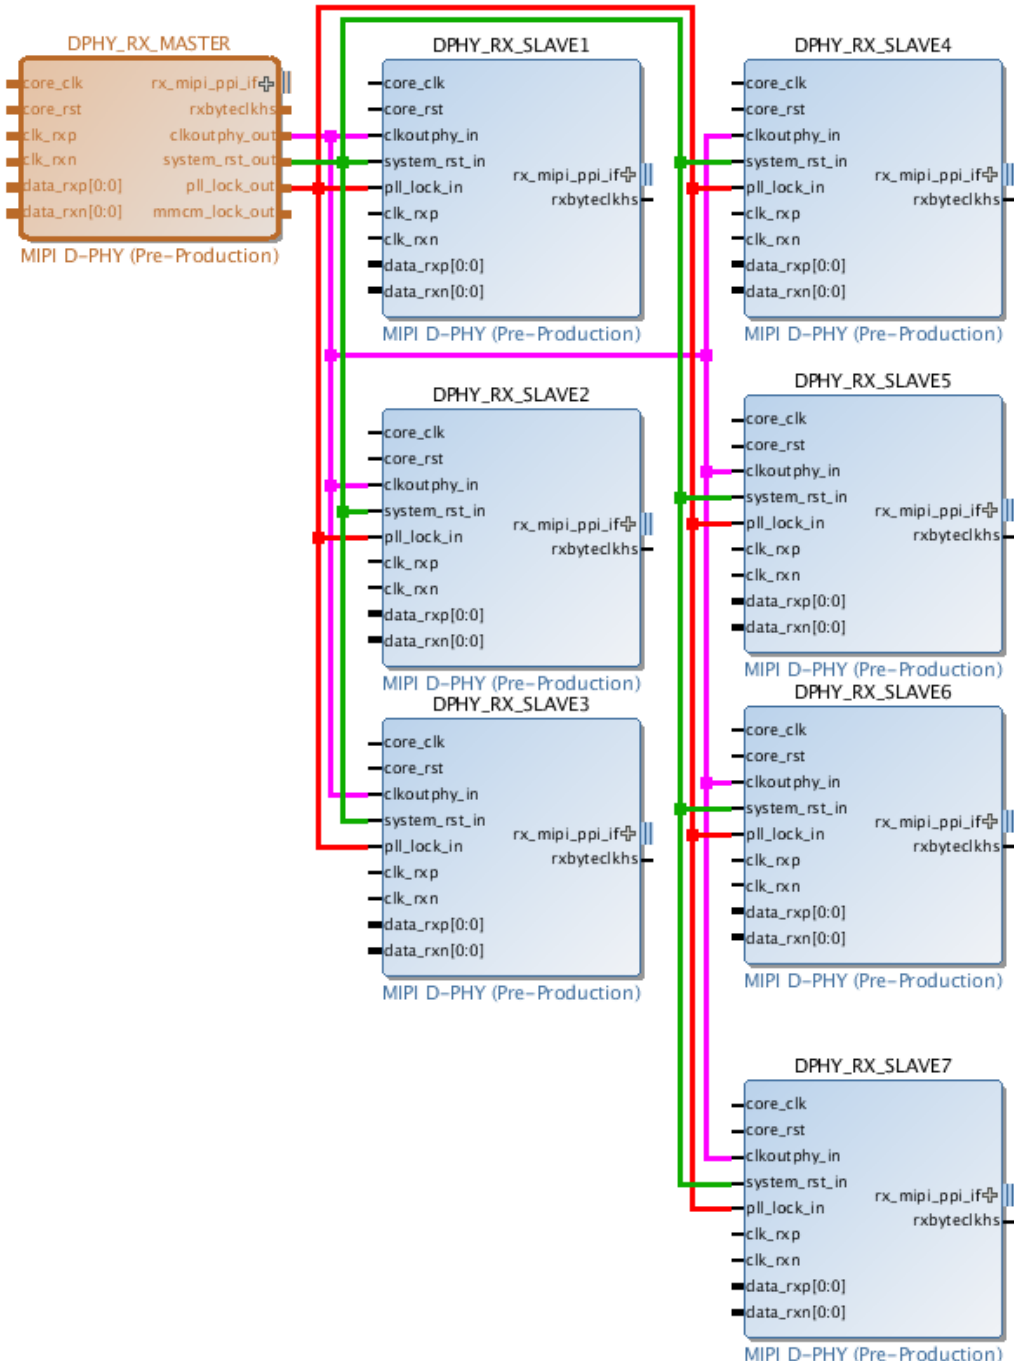 DPHY_RX_MASTER
core_clk rx_mipi_ppi_if
core_rst rxbyteclkhs
clk_rxp clkoutphy_out
clk_rxn system_rst_out
data_rxp[0:0] pll_lock_out
data_rxn[0:0] mmcm_lock_out
MIPI D-PHY (Pre-Production)
DPHY_RX_SLAVE1
core_clk
core_rst
clkoutphy_in
system_rst_in
rx_mipi_ppi_if
pll_lock_in
rxbyteclkhs
clk_rxp
clk_rxn
data_rxp[0:0]
data_rxn[0:0]
MIPI D-PHY (Pre-Production)
DPHY_RX_SLAVE2
core_clk
core_rst
clkoutphy_in
system_rst_in
rx_mipi_ppi_if
pll_lock_in
rxbyteclkhs
clk_rxp
clk_rxn
data_rxp[0:0]
data_rxn[0:0]
MIPI D-PHY (Pre-Production)
DPHY_RX_SLAVE3
core_clk
core_rst
clkoutphy_in
system_rst_in
rx_mipi_ppi_if
pll_lock_in
rxbyteclkhs
clk_rxp
clk_rxn
data_rxp[0:0]
data_rxn[0:0]
MIPI D-PHY (Pre-Production)
DPHY_RX_SLAVE4
core_clk
core_rst
clkoutphy_in
system_rst_in
rx_mipi_ppi_if
pll_lock_in
rxbyteclkhs
clk_rxp
clk_rxn
data_rxp[0:0]
data_rxn[0:0]
MIPI D-PHY (Pre-Production)
DPHY_RX_SLAVE5
core_clk
core_rst
clkoutphy_in
system_rst_in
rx_mipi_ppi_if
pll_lock_in
rxbyteclkhs
clk_rxp
clk_rxn
data_rxp[0:0]
data_rxn[0:0]
MIPI D-PHY (Pre-Production)
DPHY_RX_SLAVE6
core_clk
core_rst
clkoutphy_in
system_rst_in
rx_mipi_ppi_if
pll_lock_in
rxbyteclkhs
clk_rxp
clk_rxn
data_rxp[0:0]
data_rxn[0:0]
MIPI D-PHY (Pre-Production)
DPHY_RX_SLAVE7
core_clk
core_rst
clkoutphy_in
system_rst_in
rx_mipi_ppi_if
pll_lock_in
rxbyteclkhs
clk_rxp
clk_rxn
data_rxp[0:0]
data_rxn[0:0]
MIPI D-PHY (Pre-Production)